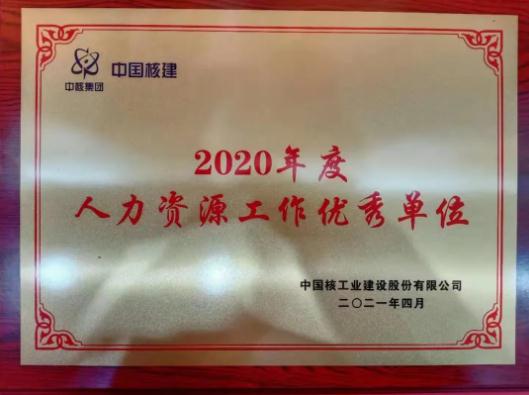 中核集团
中国核建
2020年度
人力资源工作优秀单位
中国核工业建设股份有限公司
二〇二一年四月